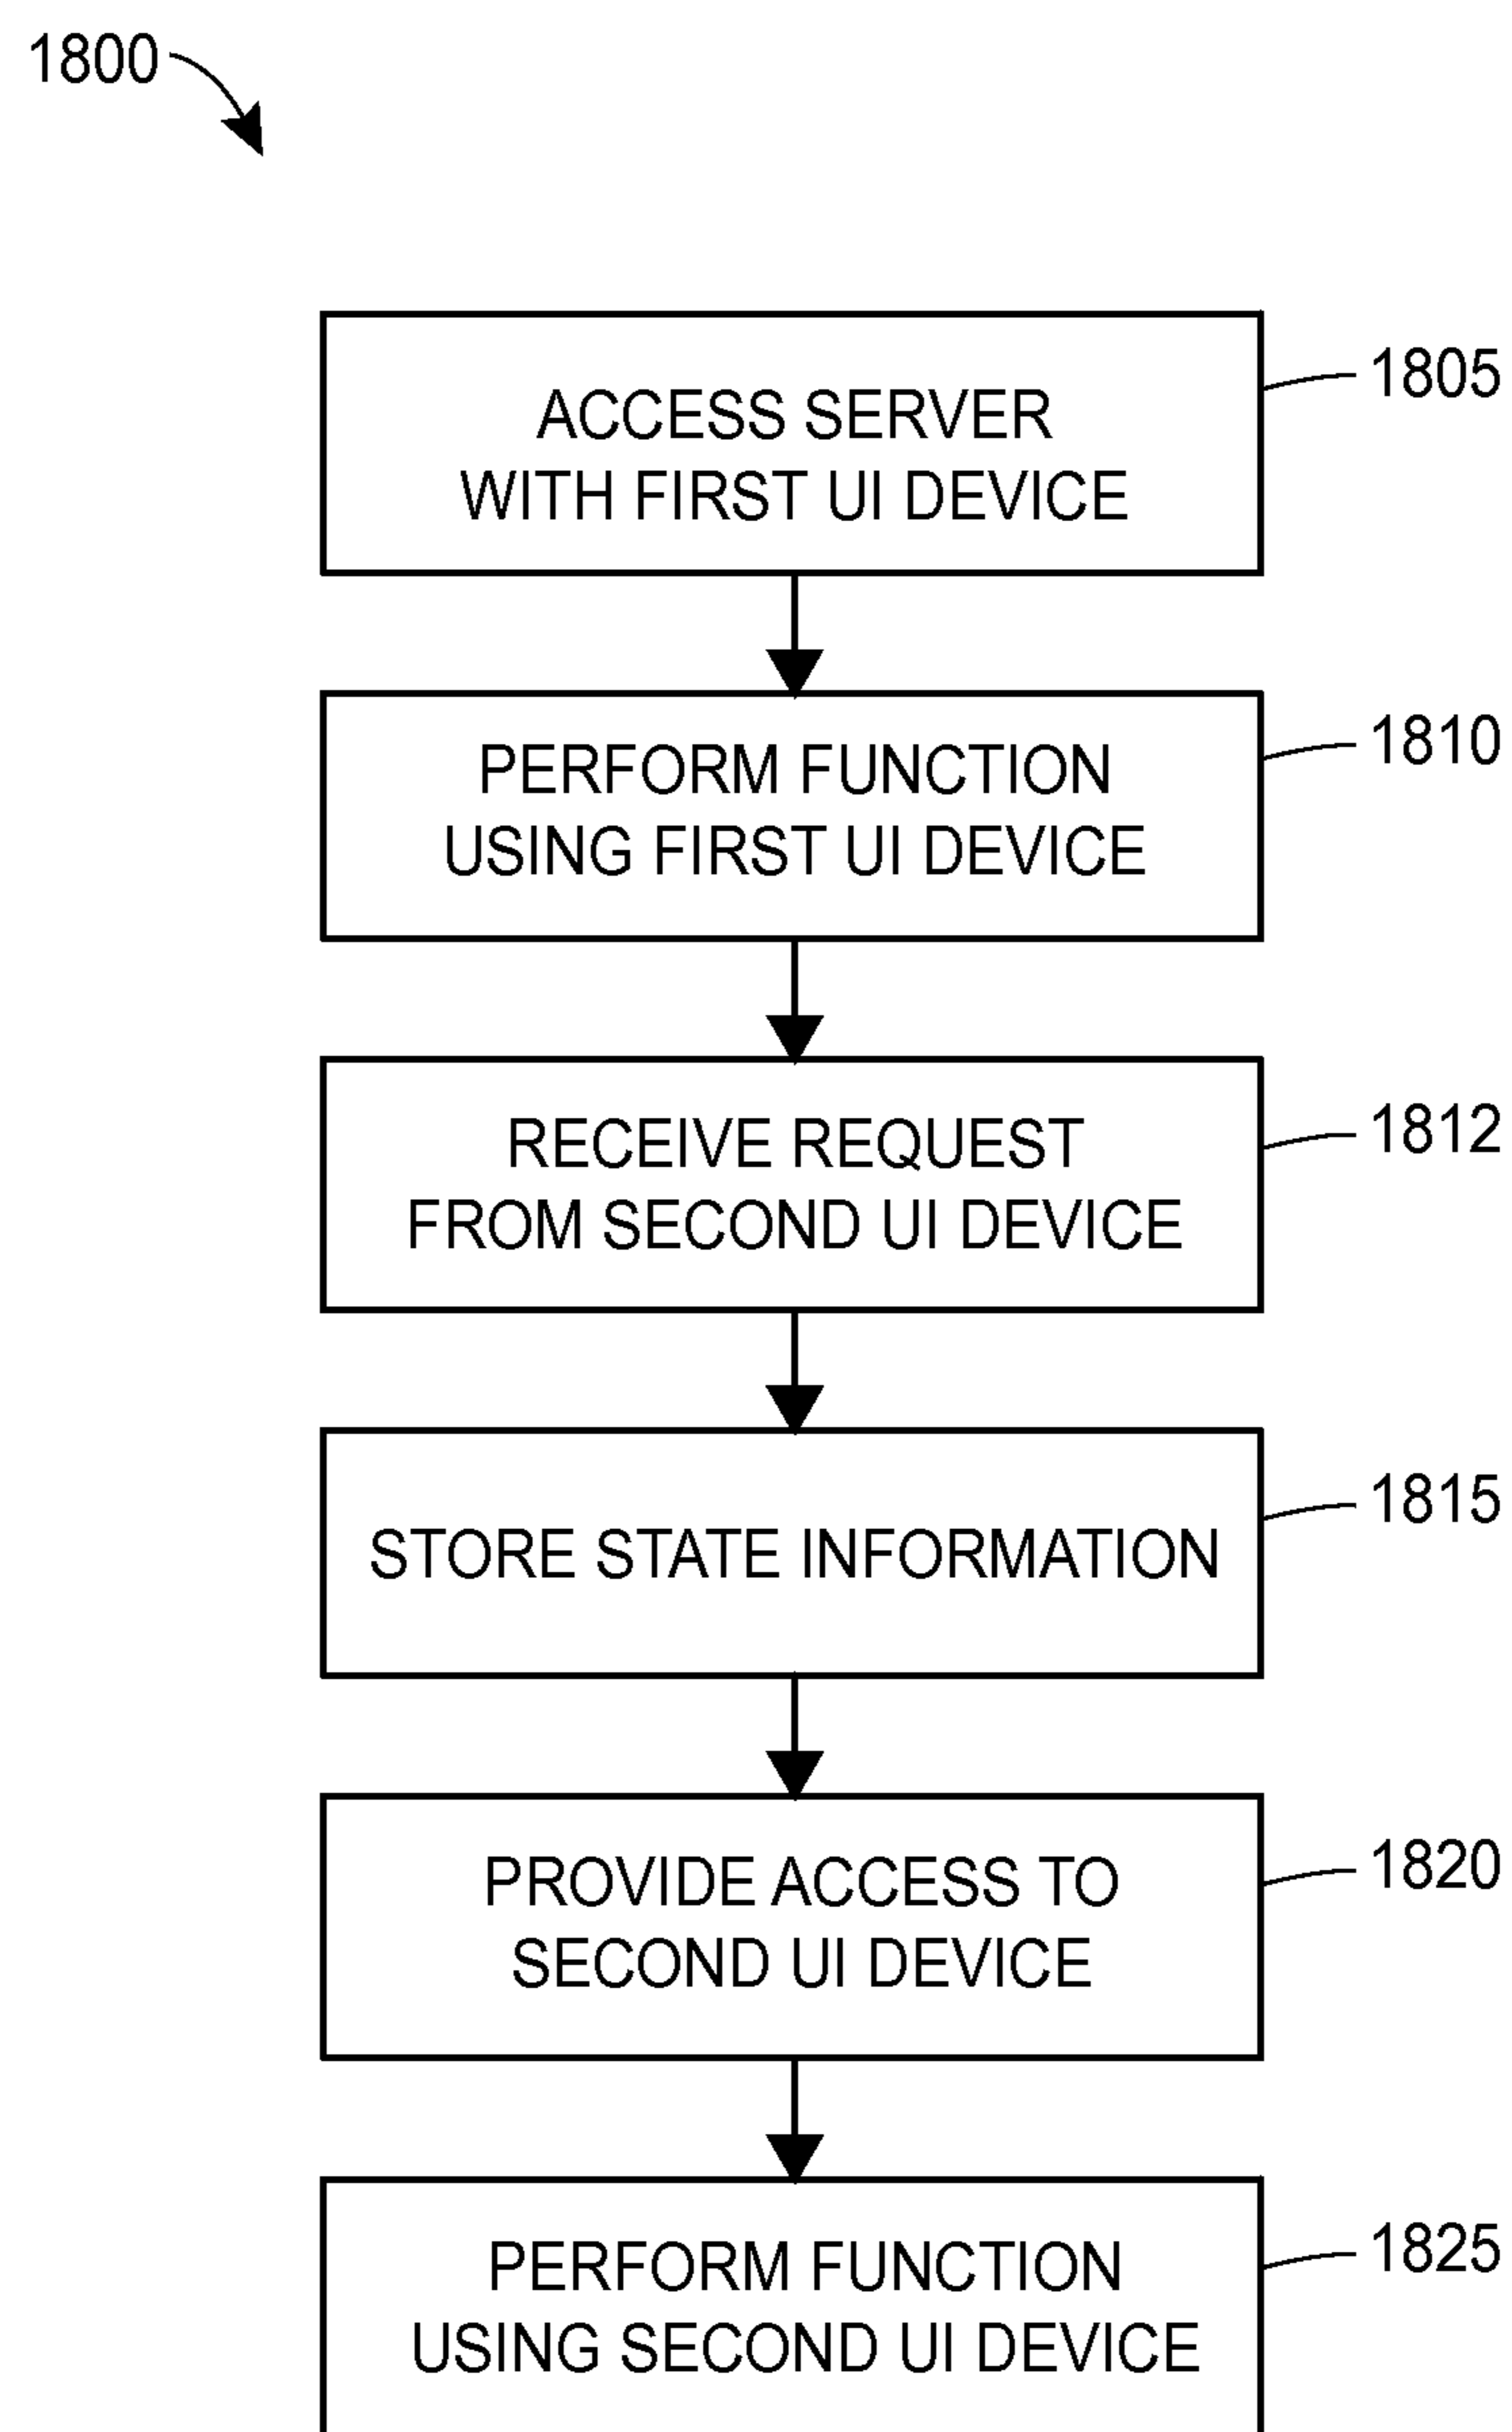 1800
ACCESS SERVER
WITH FIRST UI DEVICE
1805
PERFORM FUNCTION
USING FIRST UI DEVICE
1810
RECEIVE REQUEST
FROM SECOND UI DEVICE
1812
STORE STATE INFORMATION
1815
PROVIDE ACCESS TO
SECOND UI DEVICE
1820
PERFORM FUNCTION
USING SECOND UI DEVICE
1825